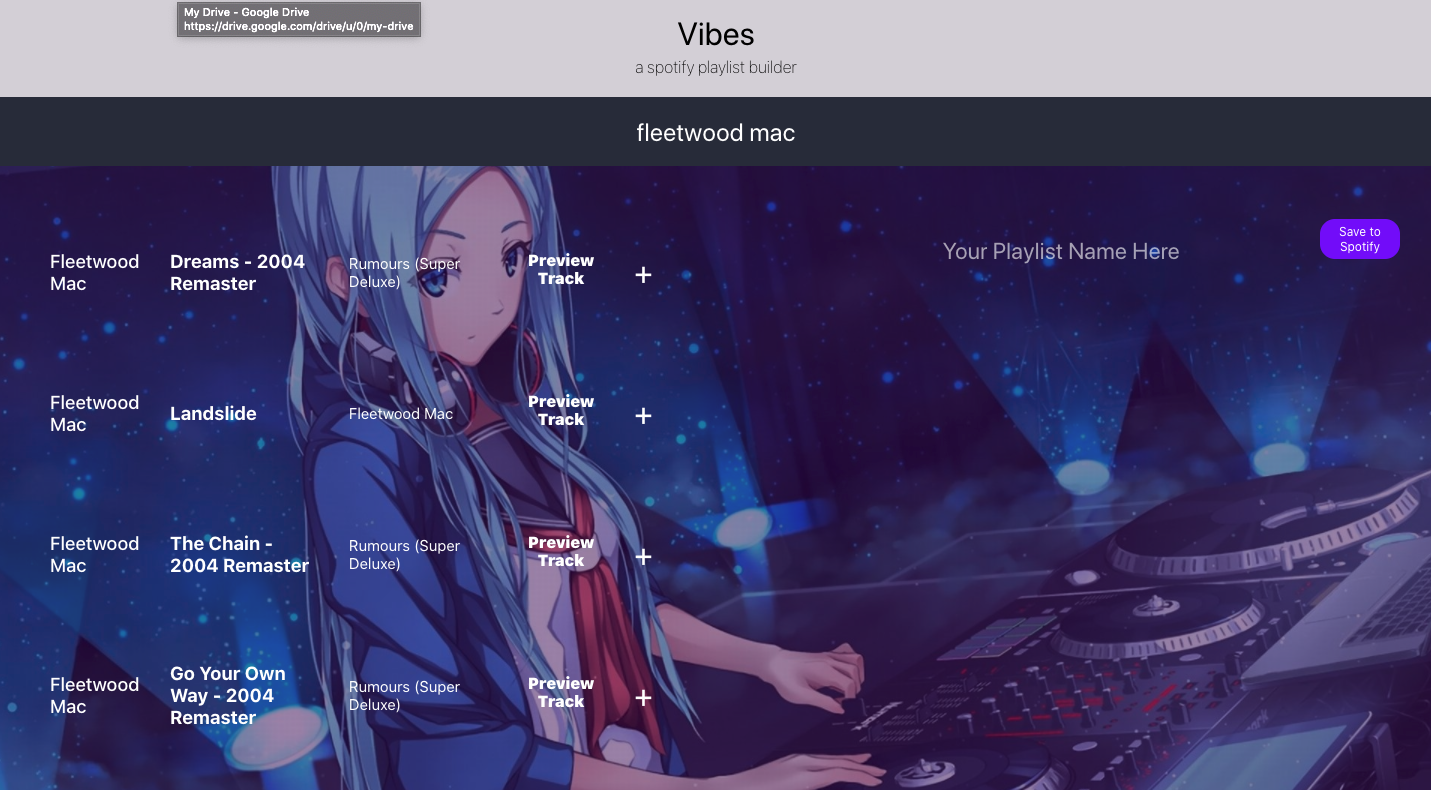 My Drive - Google Drive
https://drive.google.com/drive/u/0/my-drive
Vibes
a spotify playlist builder
fleetwood mac
Your Playlist Name Here
Save to
Spotify
Fleetwood
Mac
Dreams - 2004
Remaster
Rumours (Super
Deluxe)
Preview
Track
+
Fleetwood
Mac
Landslide
Fleetwood Mac
Preview
Track
+
Fleetwood
Mac
The Chain -
2004 Remaster
Rumours (Super
Deluxe)
Preview
Track
+
Fleetwood
Mac
Go Your Own
Way - 2004
Remaster
Rumours (Super
Deluxe)
Preview
Track
+